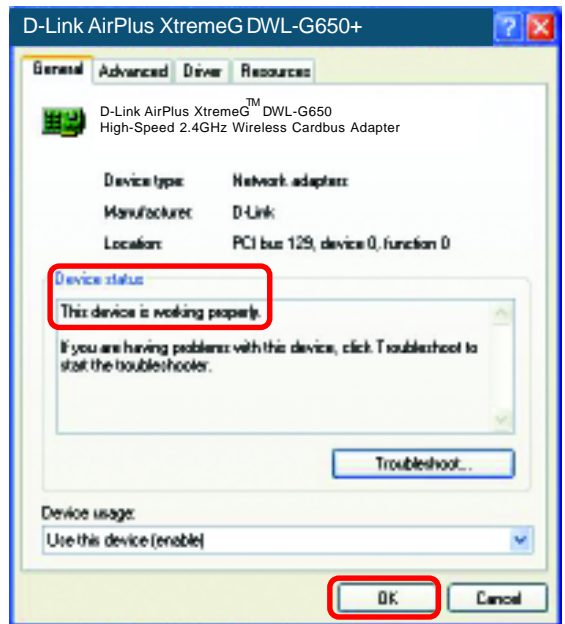 D-Link AirPlus XtremeG DWL-G650+
General Advanced Driver Resources
D-Link AirPlus XtremeG™ DWL-G650
High-Speed 2.4GHz Wireless Cardbus Adapter
Device type: Network adapters
Manufacturer: D-Link
Location: PCI bus 129, device 0, function 0
Device status
This device is working properly.
If you are having problems with this device, click Troubleshoot to
start the troubleshooter.
Troubleshoot...
Device usage:
Use this device (enable)
OK Cancel